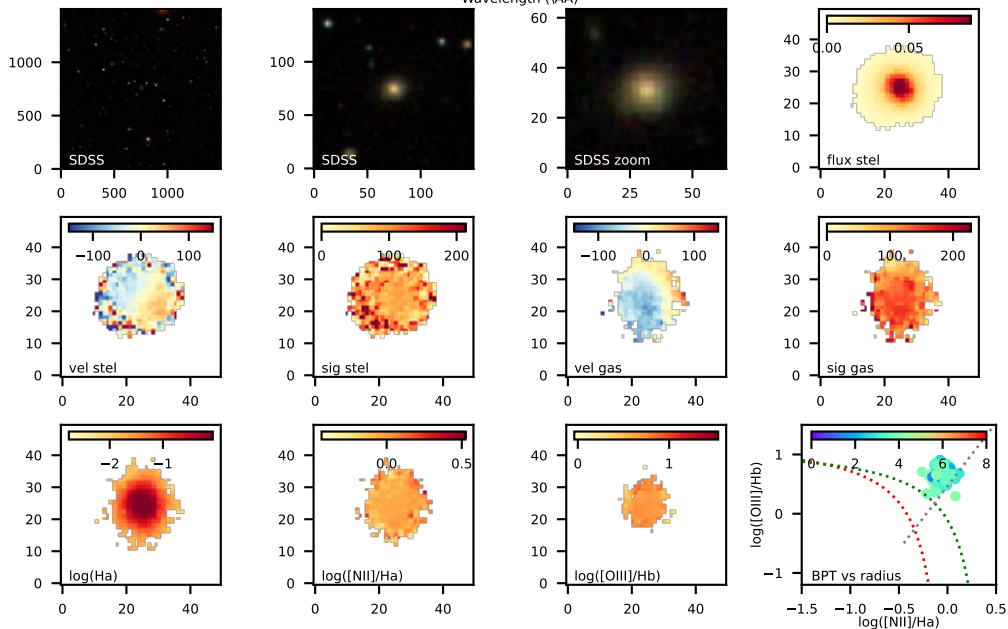 Wavelength (\AA)
0.00 0.05
1000
500
0
SDSS
0 500 1000
150
100
50
0
SDSS
0 50 100
60
40
20
0
SDSS zoom
0 25 50
40
30
20
10
0
flux stel
0 20 40
−100 0 100
40
30
20
10
0
vel stel
0 20 40
0 100 200
40
30
20
10
0
sig stel
0 20 40
−100 0 100
40
30
20
10
0
vel gas
0 20 40
0 100 200
40
30
20
10
0
sig gas
0 20 40
−2 −1
40
30
20
10
0
log(Ha)
0 20 40
0.0 0.5
40
30
20
10
0
log([NII]/Ha)
0 20 40
0 1
40
30
20
10
0
log([OIII]/Hb)
0 20 40
0 2 4 6 8
log([OIII]/Hb)
1
0
−1
BPT vs radius
−1.5 −1.0 −0.5 0.0 0.5
log([NII]/Ha)